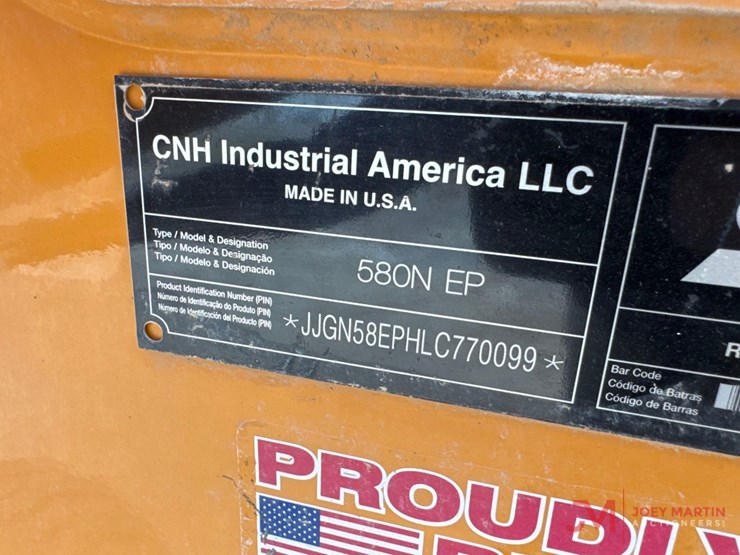 CNH Industrial America LLC
MADE IN U.S.A.
Type / Model & Designation
Tipo / Modelo & Designação
Tipo / Modelo & Designación
580N EP
Product Identification Number (PIN)
Número de Identificação do Produto (PIN)
Número de Identificación del Producto (PIN)
*JJGN58EPHLC770099*
R
Bar Code
Código de Barras
Código de Barras
PROUDLY
JM JOEY MARTIN
AUCTIONEERS